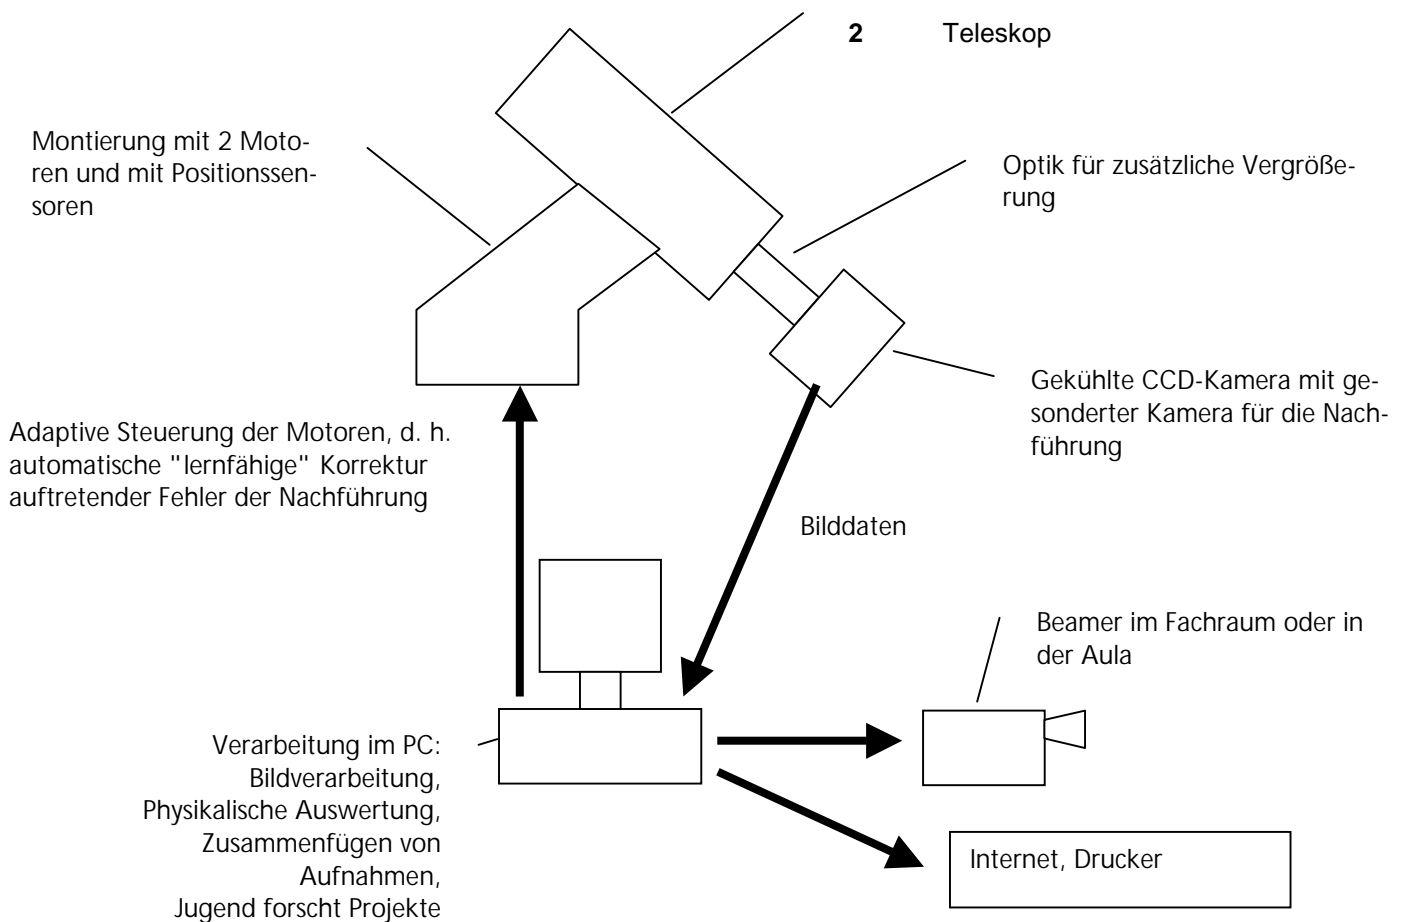 2 Teleskop
Montierung mit 2 Moto-
ren und mit Positionssen-
soren
Optik für zusätzliche Vergröße-
rung
Gekühlte CCD-Kamera mit ge-
sonderter Kamera für die Nach-
führung
Adaptive Steuerung der Motoren, d. h.
automatische "lernfähige" Korrektur
auftretender Fehler der Nachführung
Bilddaten
Beamer im Fachraum oder in
der Aula
Verarbeitung im PC:
Bildverarbeitung,
Physikalische Auswertung,
Zusammenfügen von
Aufnahmen,
Jugend forscht Projekte
Internet, Drucker